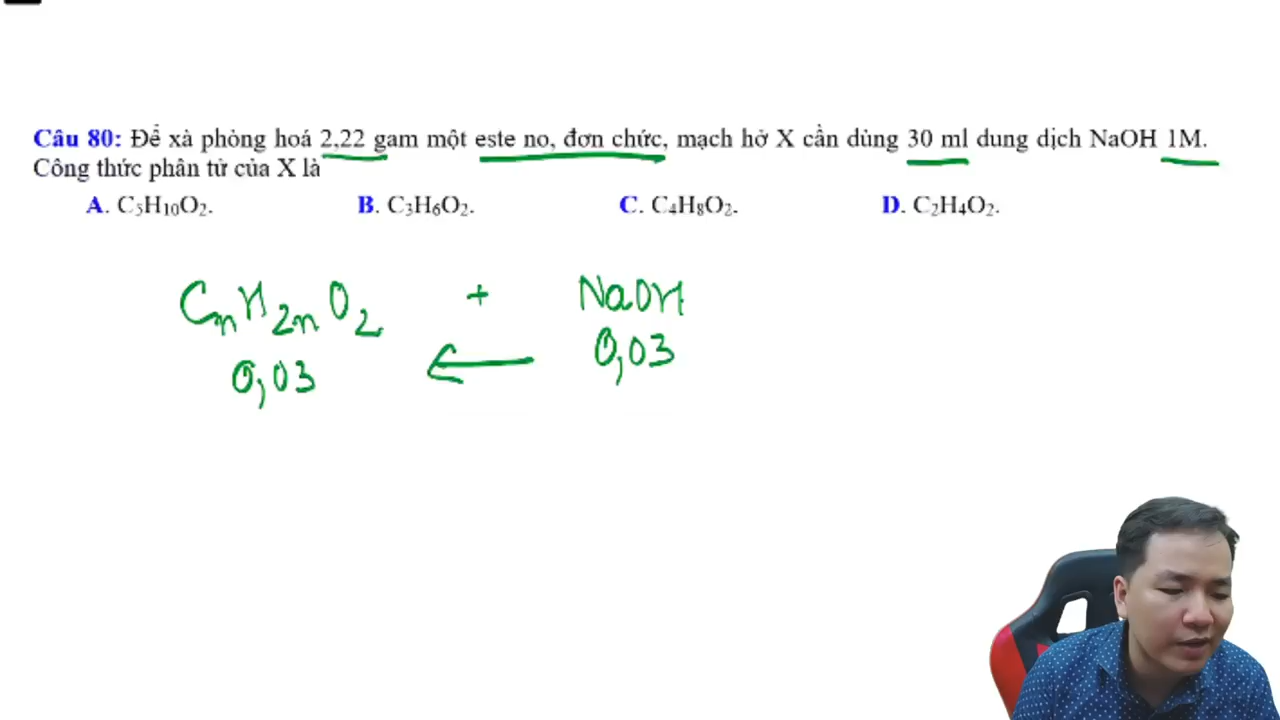 Câu 80: Để xà phòng hoá 2,22 gam một este no, đơn chức, mạch hở X cần dùng 30 ml dung dịch NaOH 1M.
Công thức phân tử của X là
A. C₅H₁₀O₂. B. C₃H₆O₂. C. C₄H₈O₂. D. C₂H₄O₂.
CₙH₂ₙO₂ + NaOH
0,03 ← 0,03